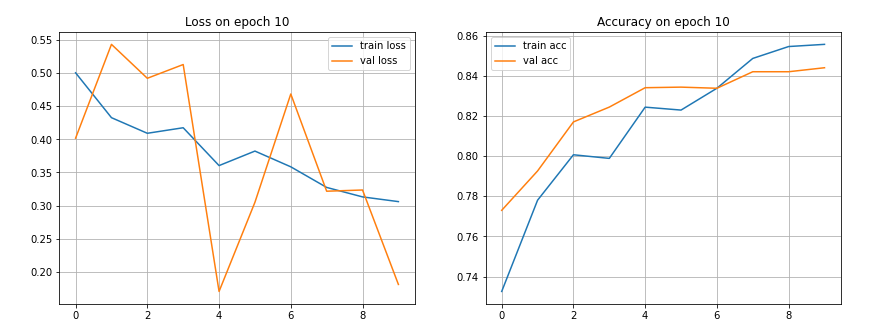 Loss on epoch 10
train loss
val loss
0.55
0.50
0.45
0.40
0.35
0.30
0.25
0.20
0 2 4 6 8
Accuracy on epoch 10
train acc
val acc
0.86
0.84
0.82
0.80
0.78
0.76
0.74
0 2 4 6 8